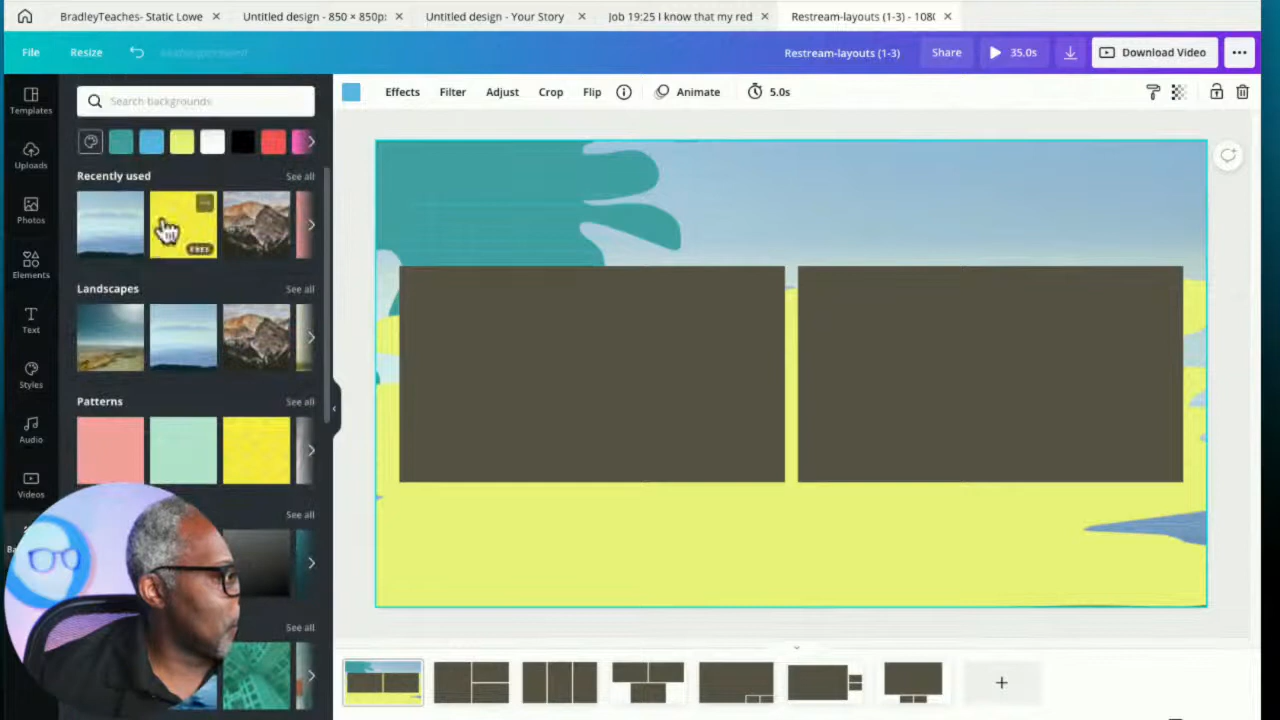 BradleyTeaches- Static Lowe
Untitled design - 850 × 850p
Untitled design - Your Story
Job 19:25 I know that my red
Restream-layouts (1-3) - 108
File
Resize
Restream-layouts (1-3)
Share
35.0s
Download Video
Templates
Uploads
Photos
Elements
Text
Styles
Audio
Videos
Search backgrounds
Effects
Filter
Adjust
Crop
Flip
Animate
5.0s
Recently used
See all
FREE
Landscapes
See all
Patterns
See all
See all
See all